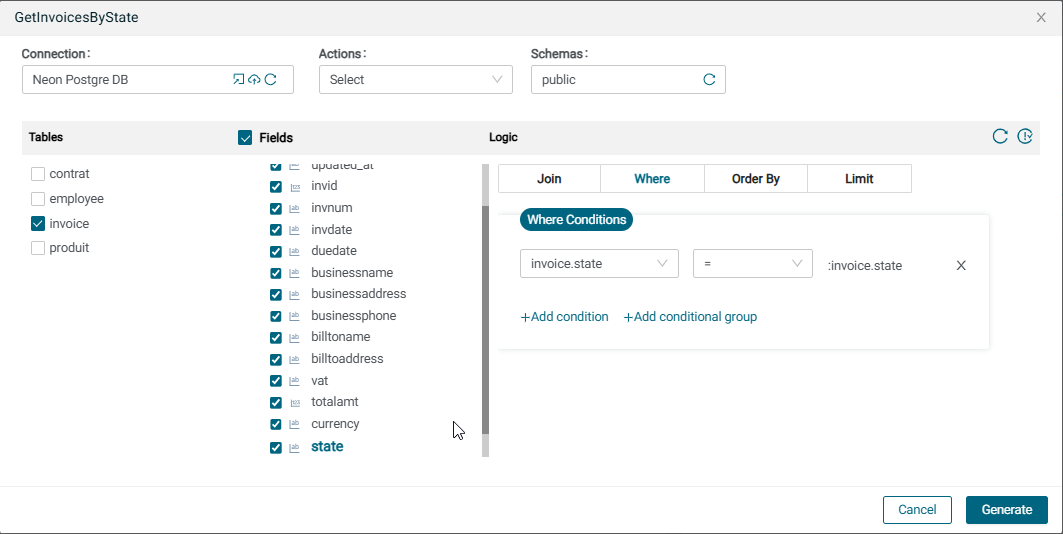 GetInvoicesByState
Connection: Actions: Schemas:
Neon Postgre DB Select public
Tables Fields Logic
contrat
employee
invoice
produit
updated_at
invid
invnum
invdate
duedate
businessname
businessaddress
businessphone
billtoname
billtoaddress
vat
totalamt
currency
state
Join Where Order By Limit
Where Conditions
invoice.state = :invoice.state X
+Add condition +Add conditional group
Cancel Generate